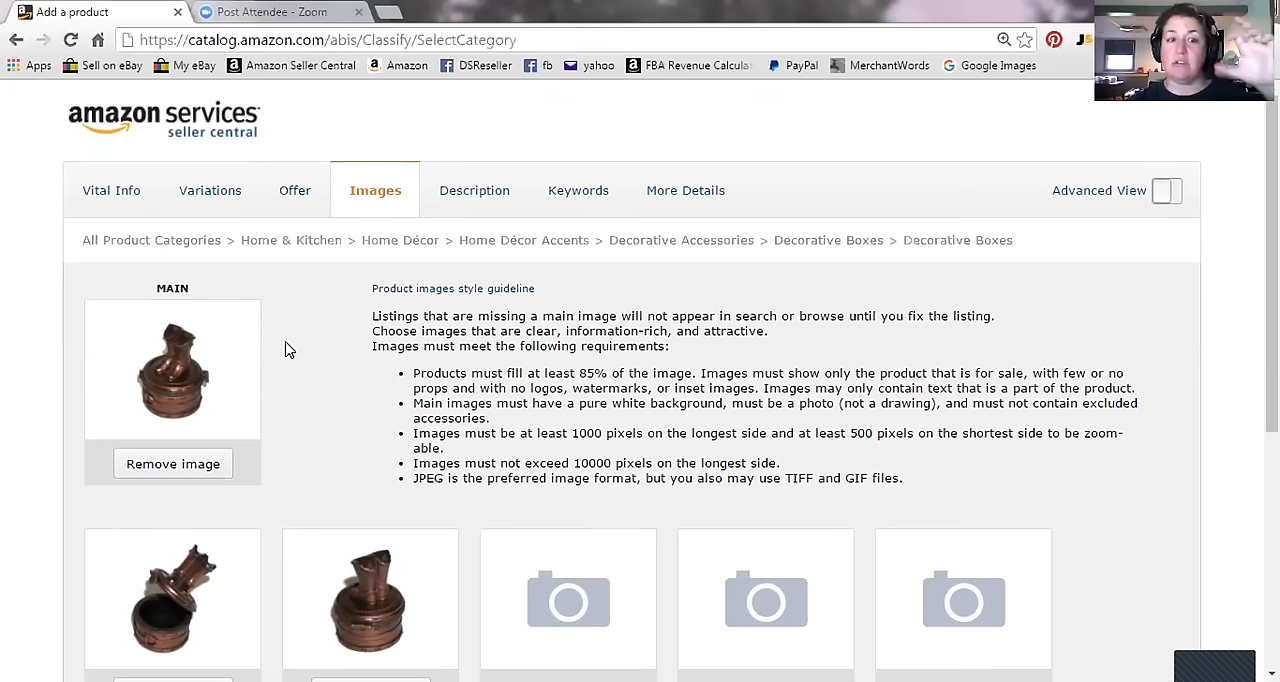 Add a product
Post Attendee - Zoom
https://catalog.amazon.com/abis/Classify/SelectCategory
Apps Sell on eBay My eBay Amazon Seller Central Amazon DSReseller fb yahoo FBA Revenue Calcula PayPal MerchantWords Google Images
amazon services
seller central
Vital Info Variations Offer Images Description Keywords More Details Advanced View
All Product Categories > Home & Kitchen > Home Décor > Home Décor Accents > Decorative Accessories > Decorative Boxes > Decorative Boxes
MAIN
Remove image
Product images style guideline
Listings that are missing a main image will not appear in search or browse until you fix the listing.
Choose images that are clear, information-rich, and attractive.
Images must meet the following requirements:
• Products must fill at least 85% of the image. Images must show only the product that is for sale, with few or no
props and with no logos, watermarks, or inset images. Images may only contain text that is a part of the product.
• Main images must have a pure white background, must be a photo (not a drawing), and must not contain excluded
accessories.
• Images must be at least 1000 pixels on the longest side and at least 500 pixels on the shortest side to be zoom-
able.
• Images must not exceed 10000 pixels on the longest side.
• JPEG is the preferred image format, but you also may use TIFF and GIF files.